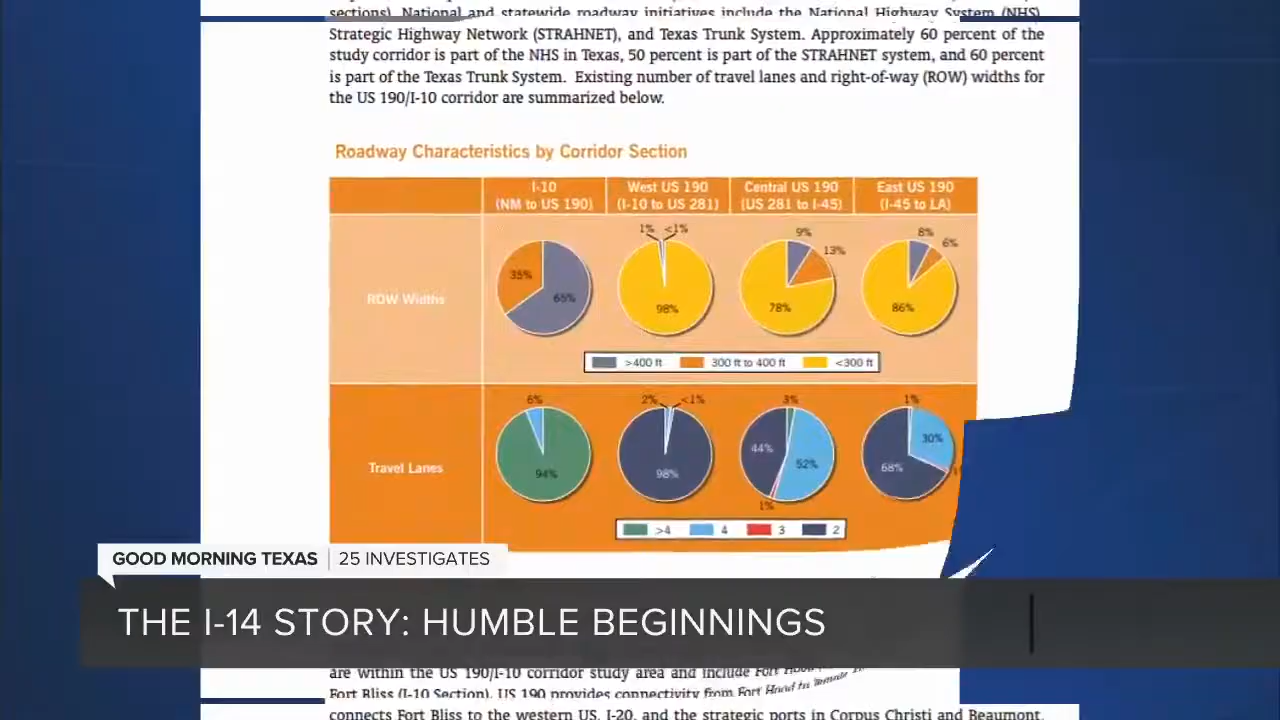 sections). National and statewide roadway initiatives include the National Highway System (NHS),
Strategic Highway Network (STRAHNET), and Texas Trunk System. Approximately 60 percent of the
study corridor is part of the NHS in Texas, 50 percent is part of the STRAHNET system, and 60 percent
is part of the Texas Trunk System. Existing number of travel lanes and right-of-way (ROW) widths for
the US 190/I-10 corridor are summarized below.
Roadway Characteristics by Corridor Section
I-10 West US 190 Central US 190 East US 190
(NM to US 190) (I-10 to US 281) (US 281 to I-45) (I-45 to LA)
ROW Widths
35% 65%
1% <1% 98%
9% 13% 78%
8% 6% 86%
>400 ft 300 ft to 400 ft <300 ft
Travel Lanes
6% 94%
2% <1% 98%
3% 44% 52% 1%
1% 30% 68%
>4 4 3 2
GOOD MORNING TEXAS | 25 INVESTIGATES
THE I-14 STORY: HUMBLE BEGINNINGS
are within the US 190/I-10 corridor study area and include Fort Hood
Fort Bliss (I-10 Section). US 190 provides connectivity from Fort Hood to Temple
connects Fort Bliss to the western US, I-20, and the strategic ports in Corpus Christi and Beaumont,